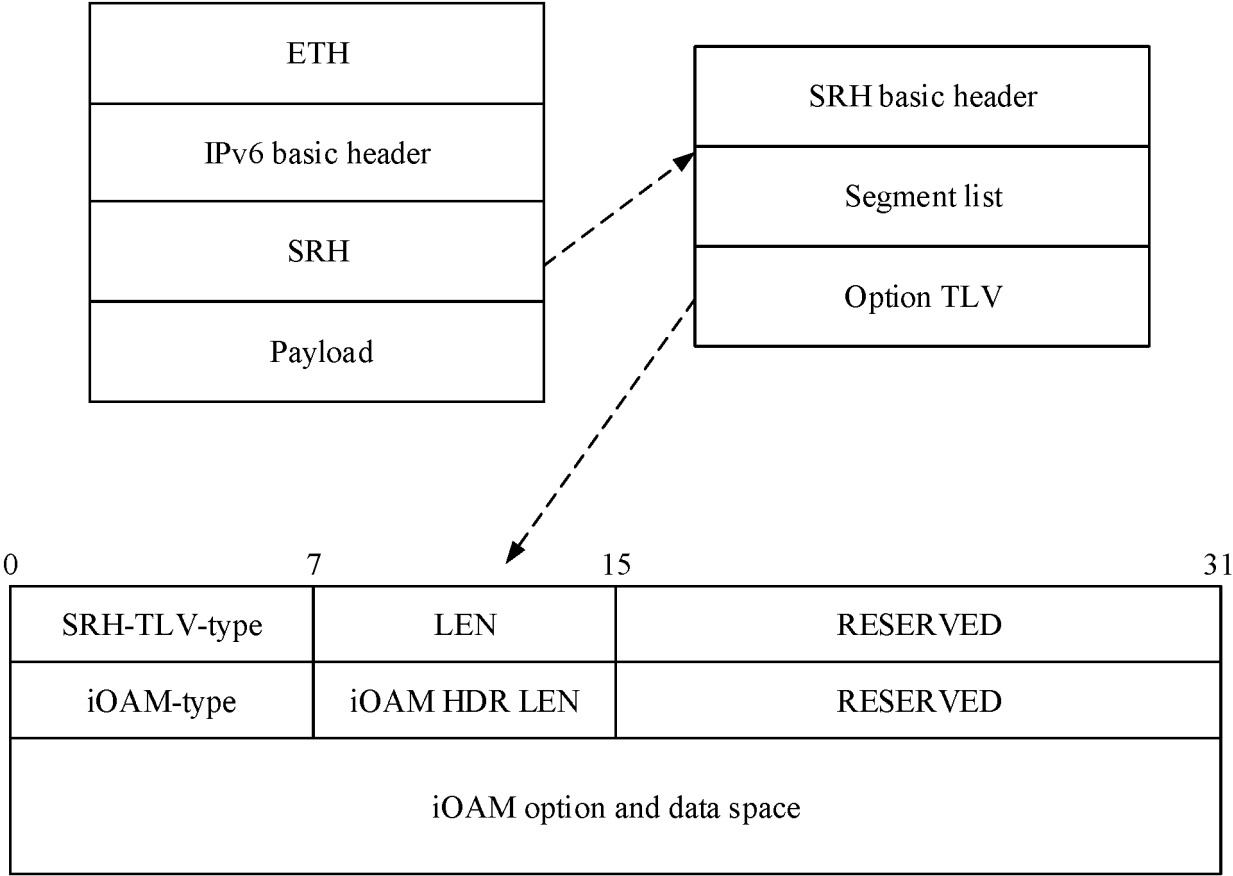 ETH
IPv6 basic header
SRH
Payload
SRH basic header
Segment list
Option TLV
0 7 15 31
SRH-TLV-type LEN RESERVED
iOAM-type iOAM HDR LEN RESERVED
iOAM option and data space